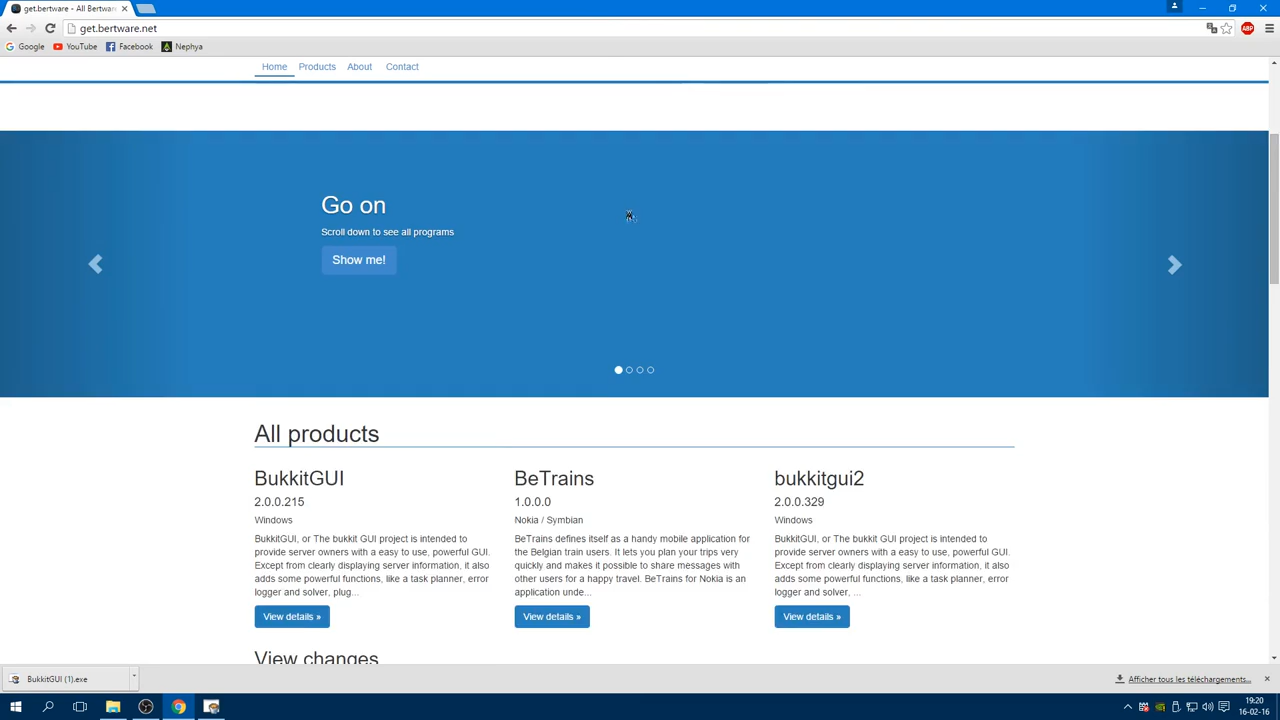 get.bertware - All Bertwar
get.bertware.net
Google YouTube Facebook Nephya
ABP
Home Products About Contact
Go on
Scroll down to see all programs
Show me!
All products
BukkitGUI
2.0.0.215
Windows
BukkitGUI, or The bukkit GUI project is intended to
provide server owners with a easy to use, powerful GUI.
Except from clearly displaying server information, it also
adds some powerful functions, like a task planner, error
logger and solver, plug...
View details »
BeTrains
1.0.0.0
Nokia / Symbian
BeTrains defines itself as a handy mobile application for
the Belgian train users. It lets you plan your trips very
quickly and makes it possible to share messages with
other users for a happy travel. BeTrains for Nokia is an
application unde...
View details »
bukkitgui2
2.0.0.329
Windows
BukkitGUI, or The bukkit GUI project is intended to
provide server owners with a easy to use, powerful GUI.
Except from clearly displaying server information, it also
adds some powerful functions, like a task planner, error
logger and solver, ...
View details »
View changes
BukkitGUI (1).exe
Afficher tous les téléchargements...
19:20
16-02-16